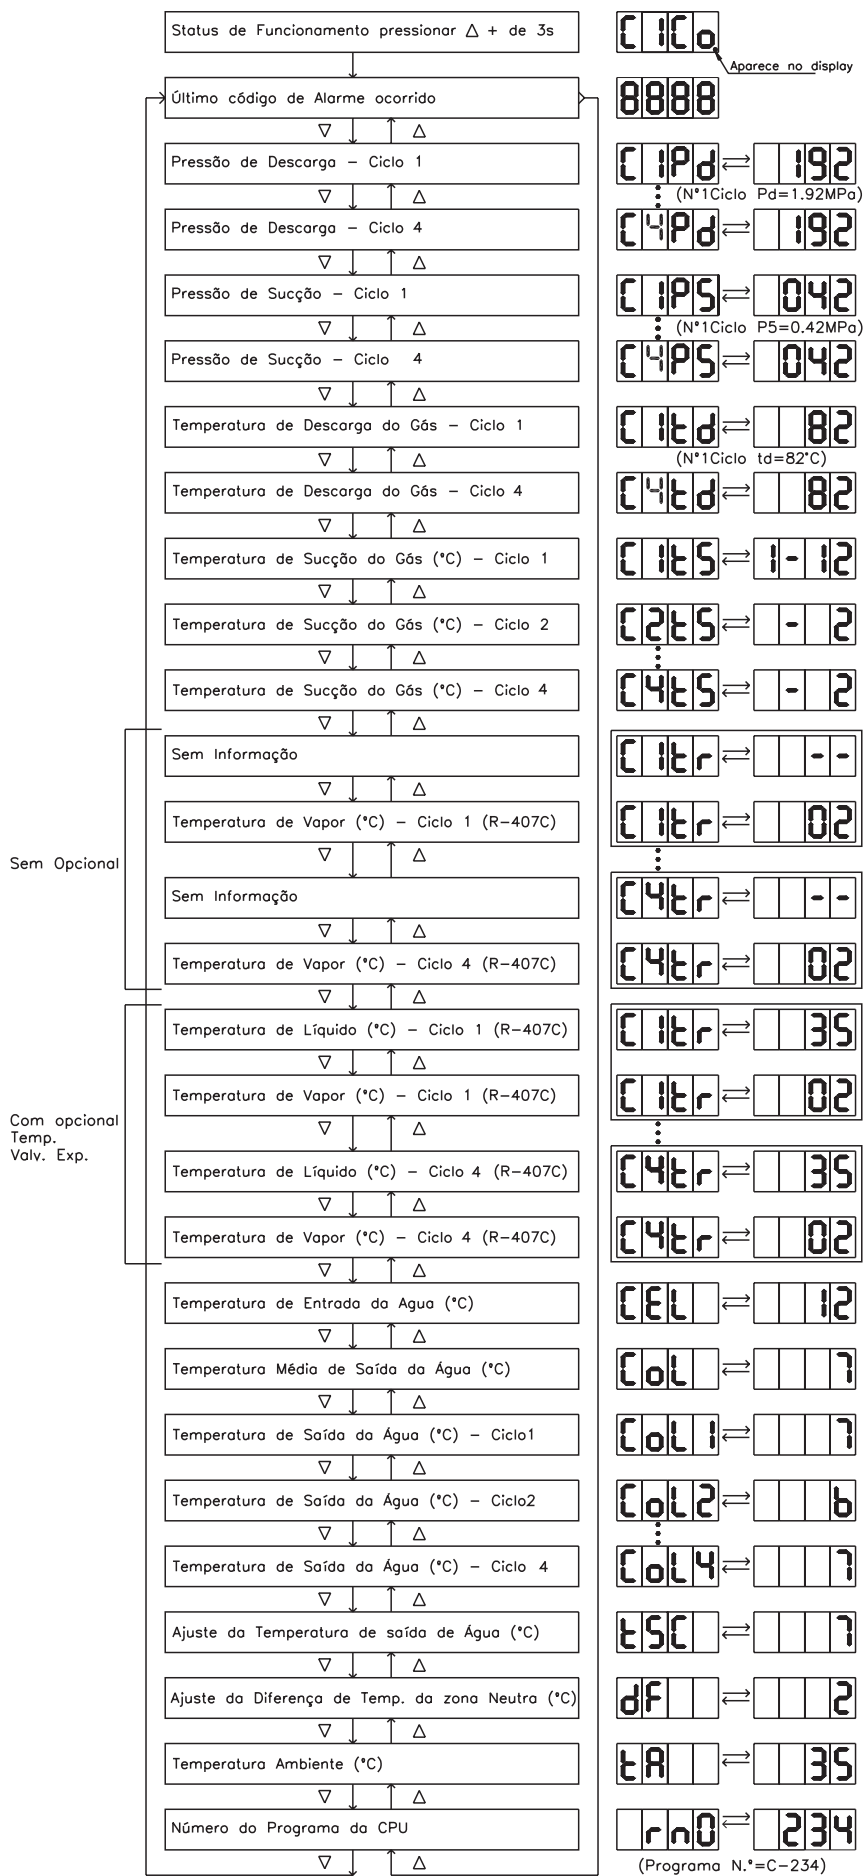 Status de Funcionamento pressionar △ + de 3s
C1Co.
Aparece no display
Último código de Alarme ocorrido
8888
▽ △
Pressão de Descarga – Ciclo 1
C1Pd ⇄ 192
(N°1Ciclo Pd=1.92MPa)
▽ △
Pressão de Descarga – Ciclo 4
C4Pd ⇄ 192
▽ △
Pressão de Sucção – Ciclo 1
C1PS ⇄ 042
(N°1Ciclo P5=0.42MPa)
▽ △
Pressão de Sucção – Ciclo 4
C4PS ⇄ 042
▽ △
Temperatura de Descarga do Gás – Ciclo 1
C1td ⇄ 82
(N°1Ciclo td=82°C)
▽ △
Temperatura de Descarga do Gás – Ciclo 4
C4td ⇄ 82
▽ △
Temperatura de Sucção do Gás (°C) – Ciclo 1
C1tS ⇄ 1-12
▽ △
Temperatura de Sucção do Gás (°C) – Ciclo 2
C2tS ⇄ - 2
▽ △
Temperatura de Sucção do Gás (°C) – Ciclo 4
C4tS ⇄ - 2
▽ △
Sem Opcional
Sem Informação
C1tr ⇄ --
▽ △
Temperatura de Vapor (°C) – Ciclo 1 (R–407C)
C1tr ⇄ 02
▽ △
Sem Informação
C4tr ⇄ --
▽ △
Temperatura de Vapor (°C) – Ciclo 4 (R–407C)
C4tr ⇄ 02
▽ △
Com opcional
Temp.
Valv. Exp.
Temperatura de Líquido (°C) – Ciclo 1 (R–407C)
C1tr ⇄ 35
▽ △
Temperatura de Vapor (°C) – Ciclo 1 (R–407C)
C1tr ⇄ 02
▽ △
Temperatura de Líquido (°C) – Ciclo 4 (R–407C)
C4tr ⇄ 35
▽ △
Temperatura de Vapor (°C) – Ciclo 4 (R–407C)
C4tr ⇄ 02
▽ △
Temperatura de Entrada da Agua (°C)
CEL ⇄ 12
▽ △
Temperatura Média de Saída da Água (°C)
CoL ⇄ 7
▽ △
Temperatura de Saída da Água (°C) – Ciclo1
CoL1 ⇄ 7
▽ △
Temperatura de Saída da Água (°C) – Ciclo2
CoL2 ⇄ b
▽ △
Temperatura de Saída da Água (°C) – Ciclo 4
CoL4 ⇄ 7
▽ △
Ajuste da Temperatura de saída de Água (°C)
tSC ⇄ 7
▽ △
Ajuste da Diferença de Temp. da zona Neutra (°C)
dF ⇄ 2
▽ △
Temperatura Ambiente (°C)
tA ⇄ 35
▽ △
Número do Programa da CPU
rn0 ⇄ 234
(Programa N.°=C–234)
▽ △